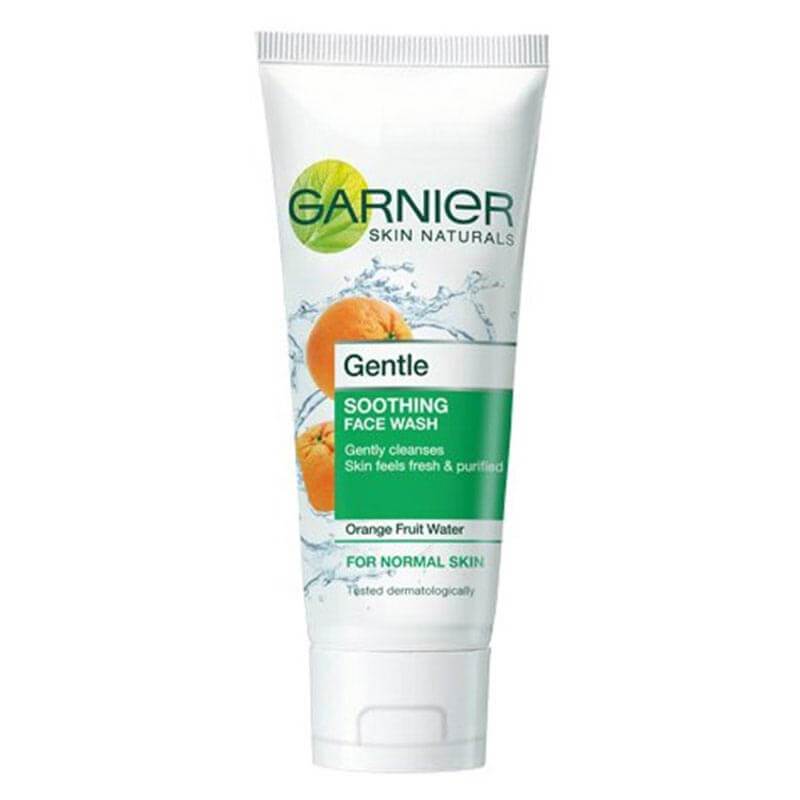 GARNIER
SKIN NATURALS
Gentle
SOOTHING
FACE WASH
Gently cleanses
Skin feels fresh & purified
Orange Fruit Water
FOR NORMAL SKIN
Tested dermatologically